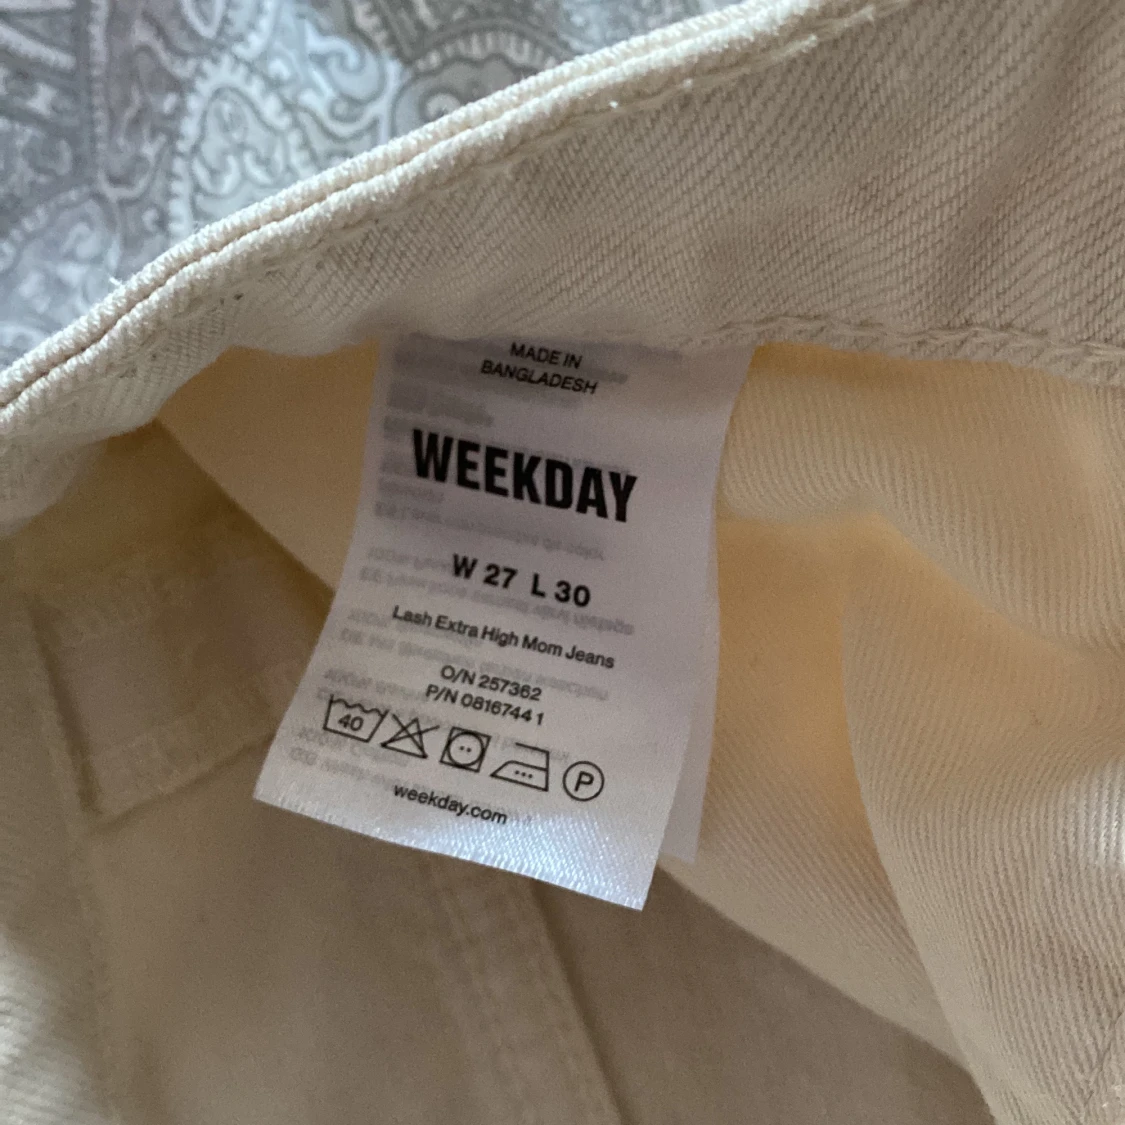 MADE IN
BANGLADESH
WEEKDAY
W 27 L 30
Lash Extra High Mom Jeans
O/N 257362
P/N 08167441
40
P
weekday.com